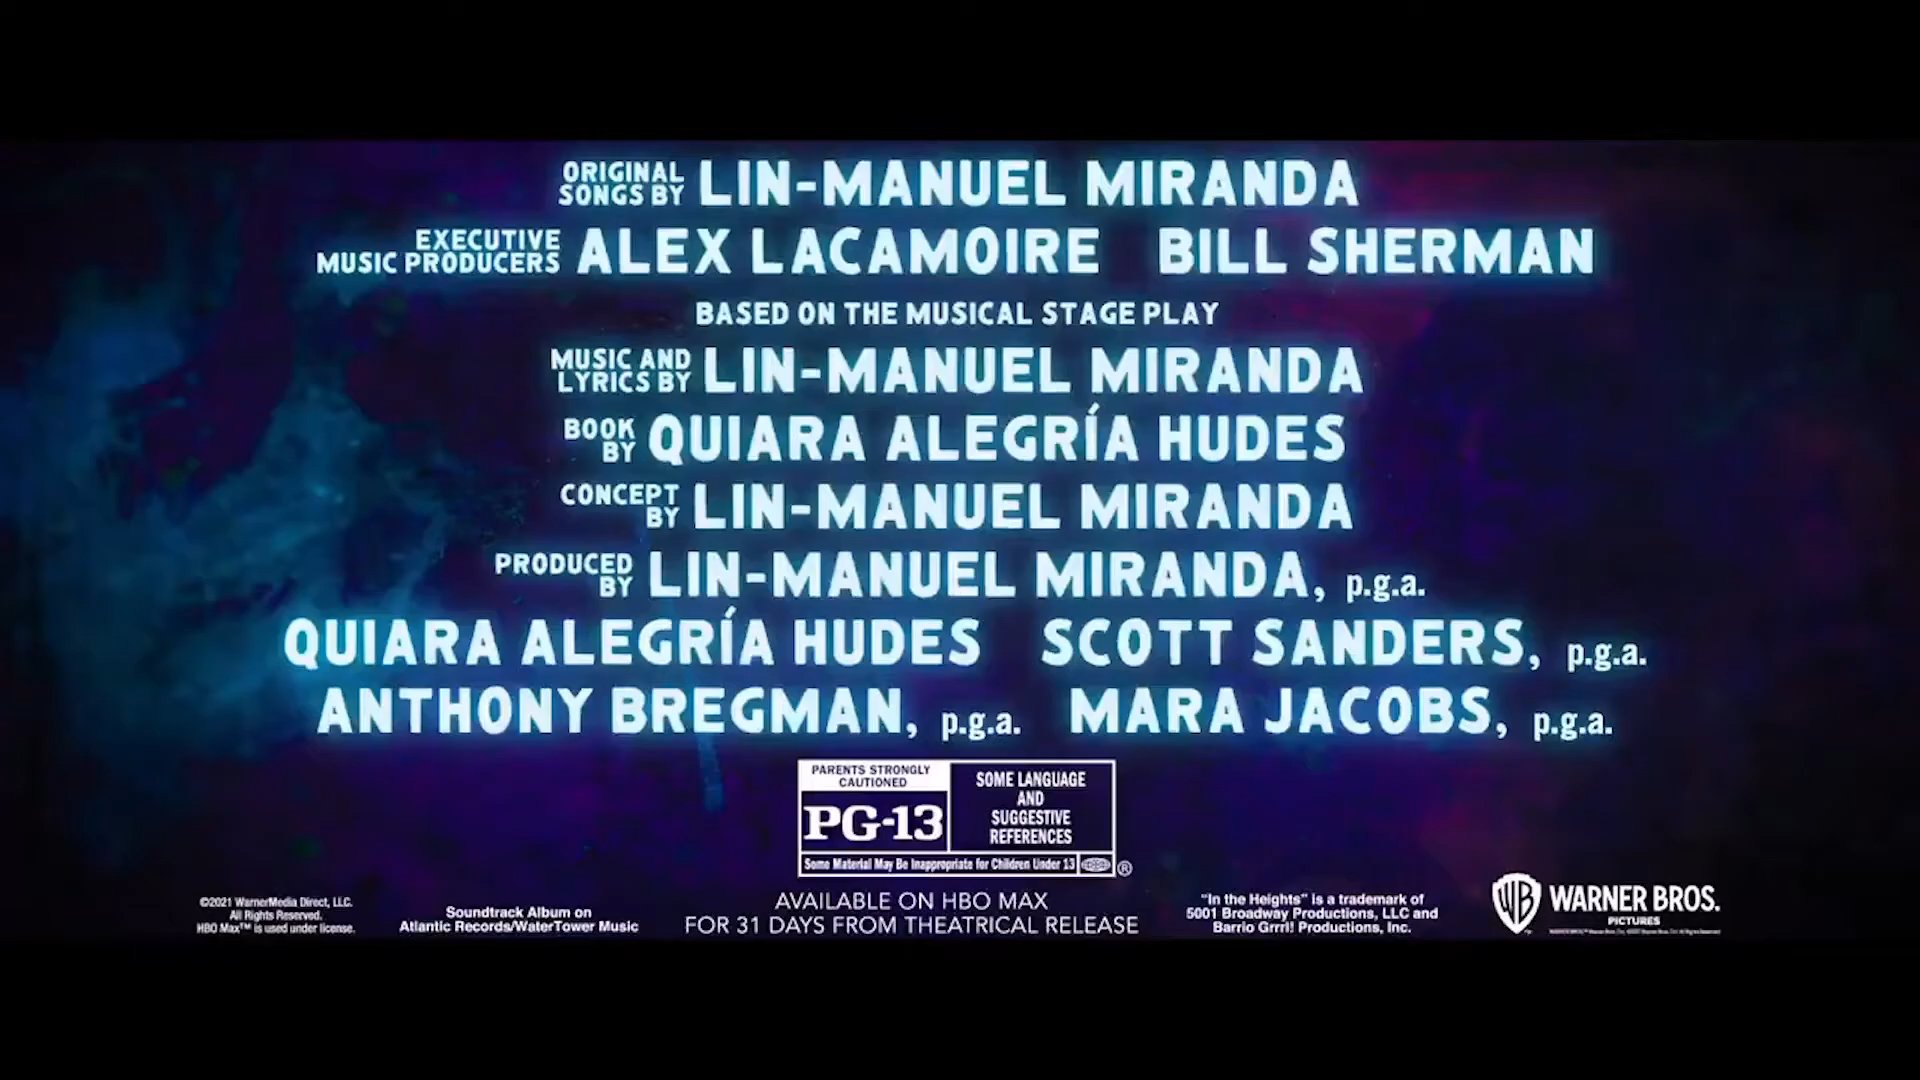 ORIGINAL SONGS BY LIN-MANUEL MIRANDA
EXECUTIVE MUSIC PRODUCERS ALEX LACAMOIRE BILL SHERMAN
BASED ON THE MUSICAL STAGE PLAY
MUSIC AND LYRICS BY LIN-MANUEL MIRANDA
BOOK BY QUIARA ALEGRÍA HUDES
CONCEPT BY LIN-MANUEL MIRANDA
PRODUCED BY LIN-MANUEL MIRANDA, p.g.a.
QUIARA ALEGRÍA HUDES SCOTT SANDERS, p.g.a.
ANTHONY BREGMAN, p.g.a. MARA JACOBS, p.g.a.
PARENTS STRONGLY
CAUTIONED
PG-13
SOME LANGUAGE
AND
SUGGESTIVE
REFERENCES
Some Material May Be Inappropriate for Children Under 13
®
©2021 WarnerMedia Direct, LLC.
All Rights Reserved.
HBO Max™ is used under license.
Soundtrack Album on
Atlantic Records/WaterTower Music
AVAILABLE ON HBO MAX
FOR 31 DAYS FROM THEATRICAL RELEASE
"In the Heights" is a trademark of
5001 Broadway Productions, LLC and
Barrio Grrrl! Productions, Inc.
WB WARNER BROS.
PICTURES